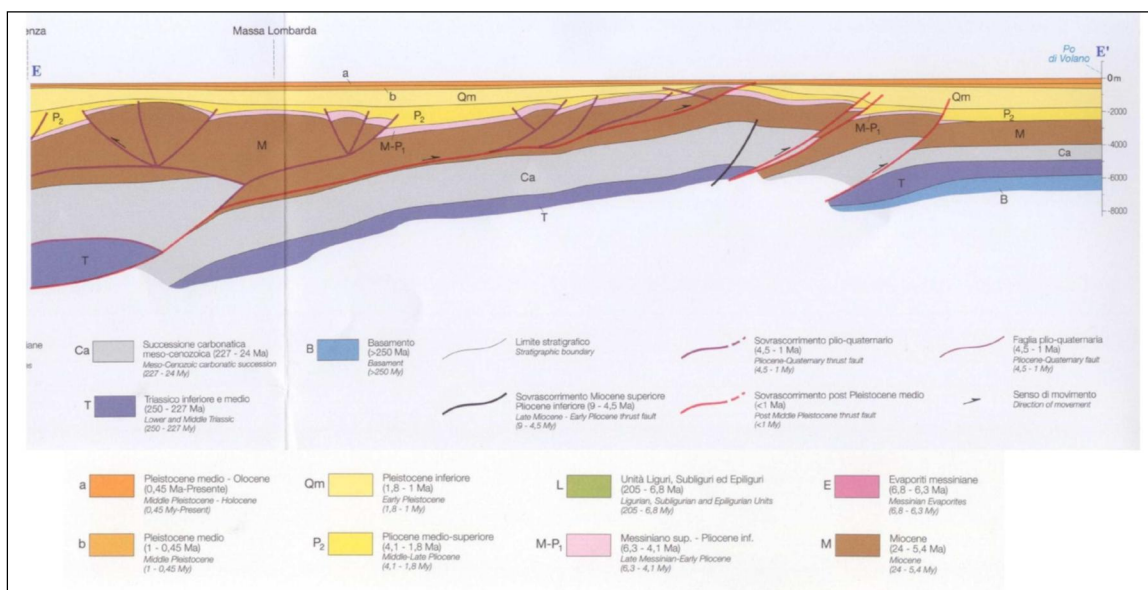 enza
Massa Lombarda
Po
di Volano
E
E'
a
b
Qm
Qm
0m
P₂
P₂
P₂
-2000
M
M-P₁
M-P₁
M
-4000
Ca
Ca
T
-6000
T
T
B
-8000
iane
Ca
Successione carbonatica
meso-cenozoica (227 - 24 Ma)
Meso-Cenozoic carbonatic succession
(227 - 24 My)
B
Basamento
(>250 Ma)
Basament
(>250 My)
Limite stratigrafico
Stratigraphic boundary
Sovrascorrimento plio-quaternario
(4,5 - 1 Ma)
Pliocene-Quaternary thrust fault
(4,5 - 1 My)
Faglia plio-quaternaria
(4,5 - 1 Ma)
Pliocene-Quaternary fault
(4,5 - 1 My)
T
Triassico inferiore e medio
(250 - 227 Ma)
Lower and Middle Triassic
(250 - 227 My)
Sovrascorrimento Miocene superiore
Pliocene inferiore (9 - 4,5 Ma)
Late Miocene - Early Pliocene thrust fault
(9 - 4,5 My)
Sovrascorrimento post Pleistocene medio
(<1 Ma)
Post Middle Pleistocene thrust fault
(<1 My)
Senso di movimento
Direction of movement
a
Pleistocene medio - Olocene
(0,45 Ma-Presente)
Middle Pleistocene - Holocene
(0,45 My-Present)
Qm
Pleistocene inferiore
(1,8 - 1 Ma)
Early Pleistocene
(1,8 - 1 My)
L
Unità Liguri, Subliguri ed Epiliguri
(205 - 6,8 Ma)
Ligurian, Subligurian and Epiligurian Units
(205 - 6,8 My)
E
Evaporiti messiniane
(6,8 - 6,3 Ma)
Messinian Evaporites
(6,8 - 6,3 My)
b
Pleistocene medio
(1 - 0,45 Ma)
Middle Pleistocene
(1 - 0,45 My)
P₂
Pliocene medio-superiore
(4,1 - 1,8 Ma)
Middle-Late Pliocene
(4,1 - 1,8 My)
M-P₁
Messiniano sup. - Pliocene inf.
(6,3 - 4,1 Ma)
Late Messinian-Early Pliocene
(6,3 - 4,1 My)
M
Miocene
(24 - 5,4 Ma)
Miocene
(24 - 5,4 My)